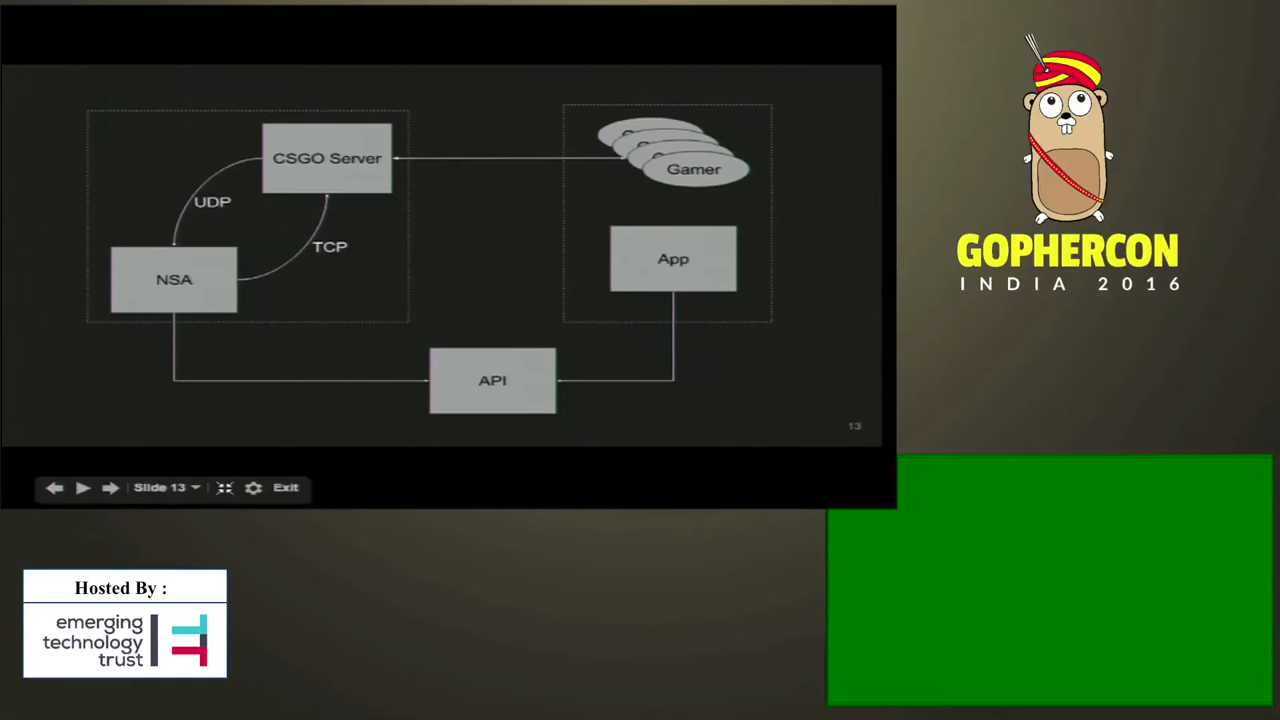 CSGO Server
Gamer
UDP
TCP
App
NSA
API
13
Slide 13
Exit
GOPHERCON
INDIA 2016
Hosted By :
emerging
technology
trust